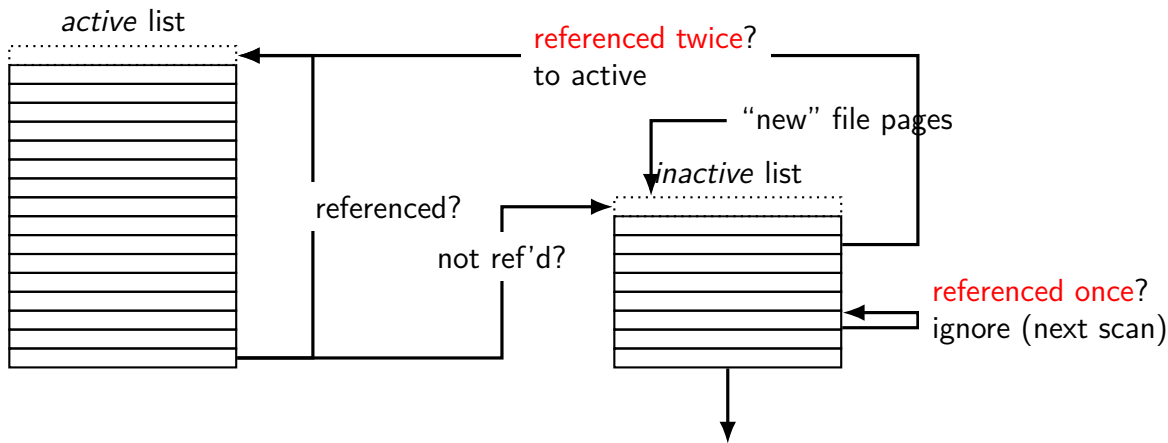 active list
referenced twice?
to active
“new” file pages
inactive list
referenced?
not ref'd?
referenced once?
ignore (next scan)